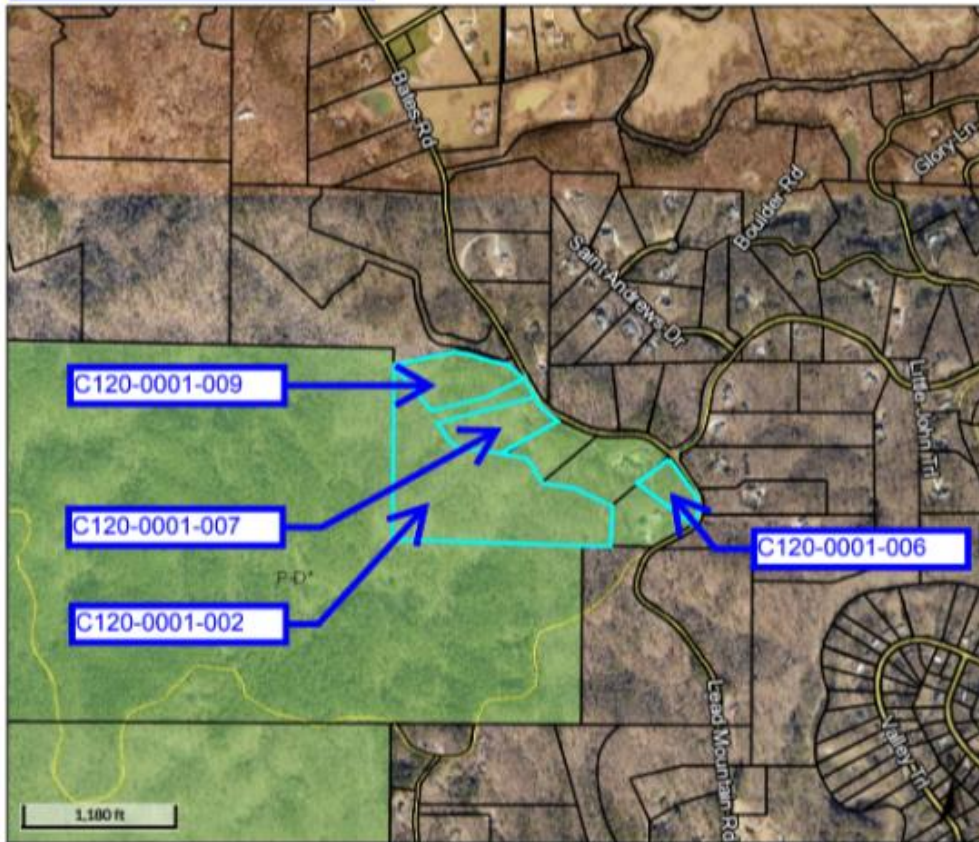 Bates Rd
Glory Ln
Boulder Rd
Saint Andrews Dr
C120-0001-009
Little John Trl
C120-0001-007
C120-0001-006
P-D*
C120-0001-002
Lead Mountain Rd
Valley Trl
1,180 ft